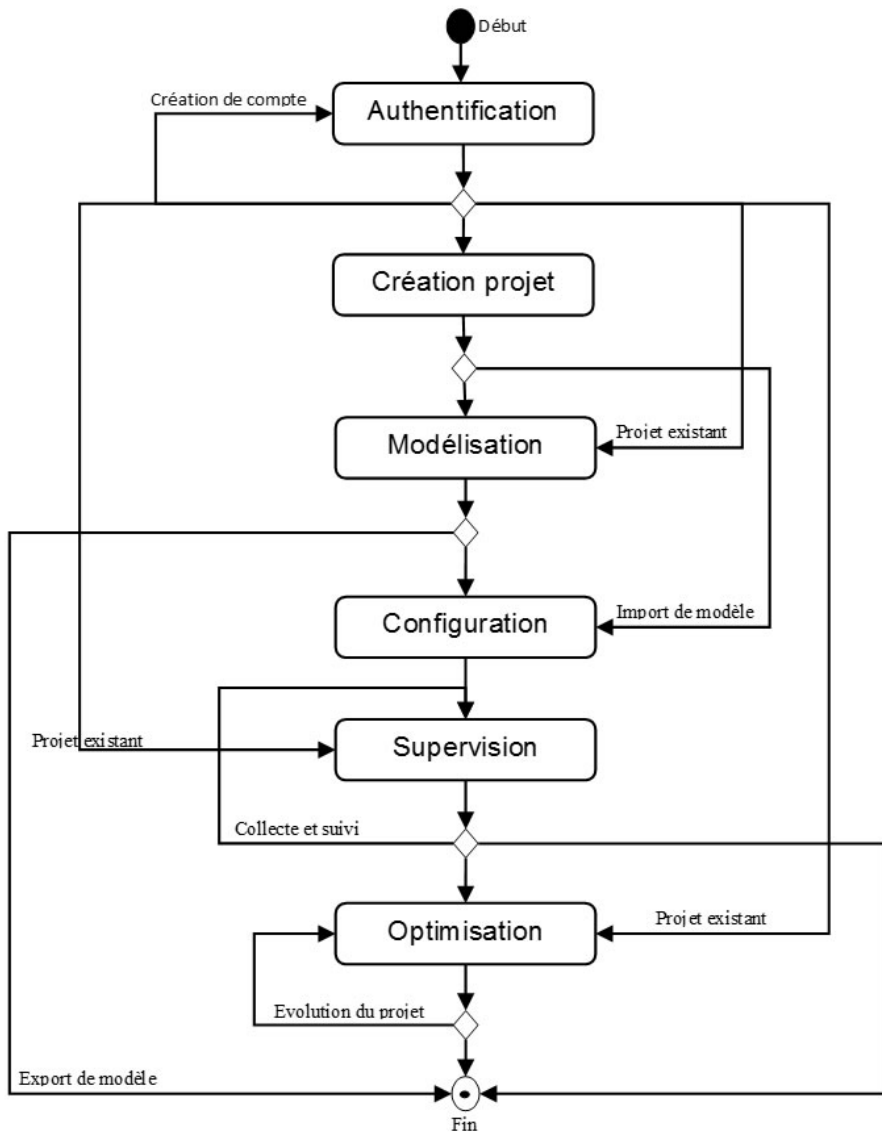 Début
Création de compte
Authentification
Création projet
Modélisation
Projet existant
Configuration
Import de modèle
Projet existant
Supervision
Collecte et suivi
Optimisation
Projet existant
Evolution du projet
Export de modèle
Fin